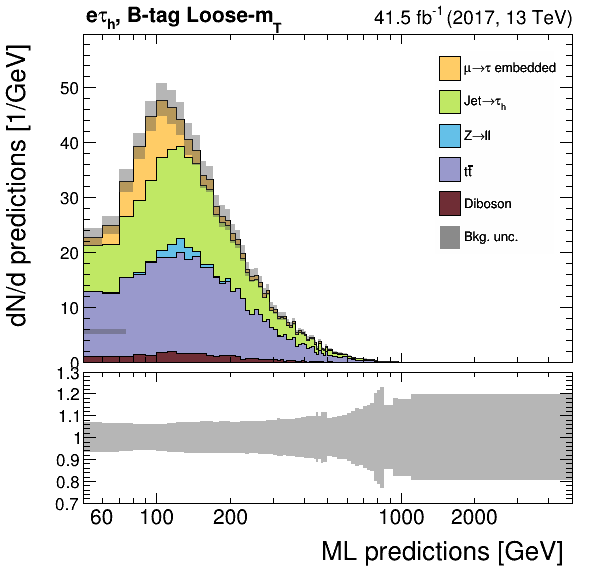 eτh, B-tag Loose-mT 41.5 fb⁻¹ (2017, 13 TeV)
dN/d predictions [1/GeV]
50
40
30
20
10
0
μ→τ embedded
Jet→τh
Z→ll
tt̄
Diboson
Bkg. unc.
1.3
1.2
1.1
1
0.9
0.8
0.7
60 100 200 1000 2000
ML predictions [GeV]